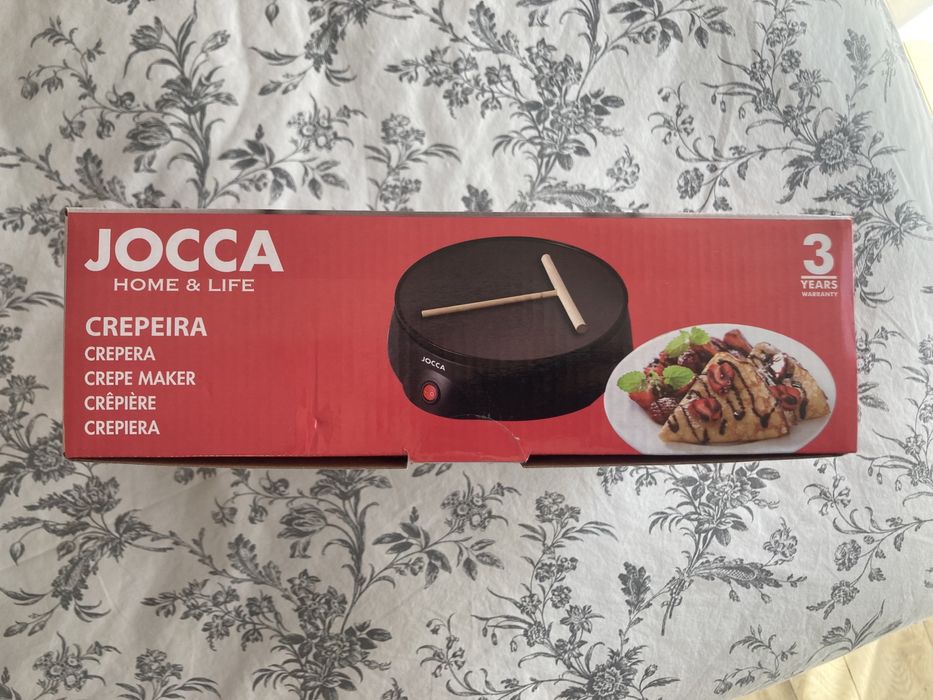 JOCCA
HOME & LIFE
CREPEIRA
CREPERA
CREPE MAKER
CRÊPIÈRE
CREPIERA
JOCCA
3
YEARS
WARRANTY